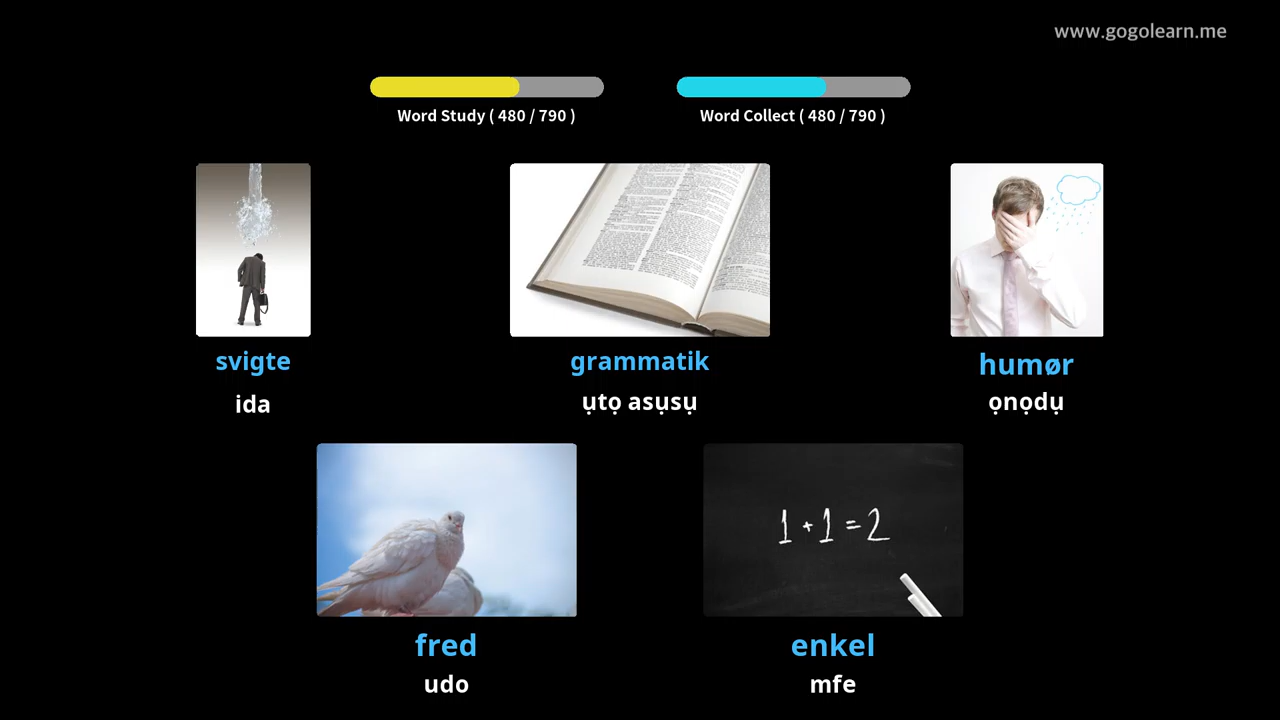 www.gogolearn.me
Word Study ( 480 / 790 )
Word Collect ( 480 / 790 )
svigte
ida
grammatik
ụtọ asụsụ
humør
ọnọdụ
1 + 1 = 2
fred
udo
enkel
mfe